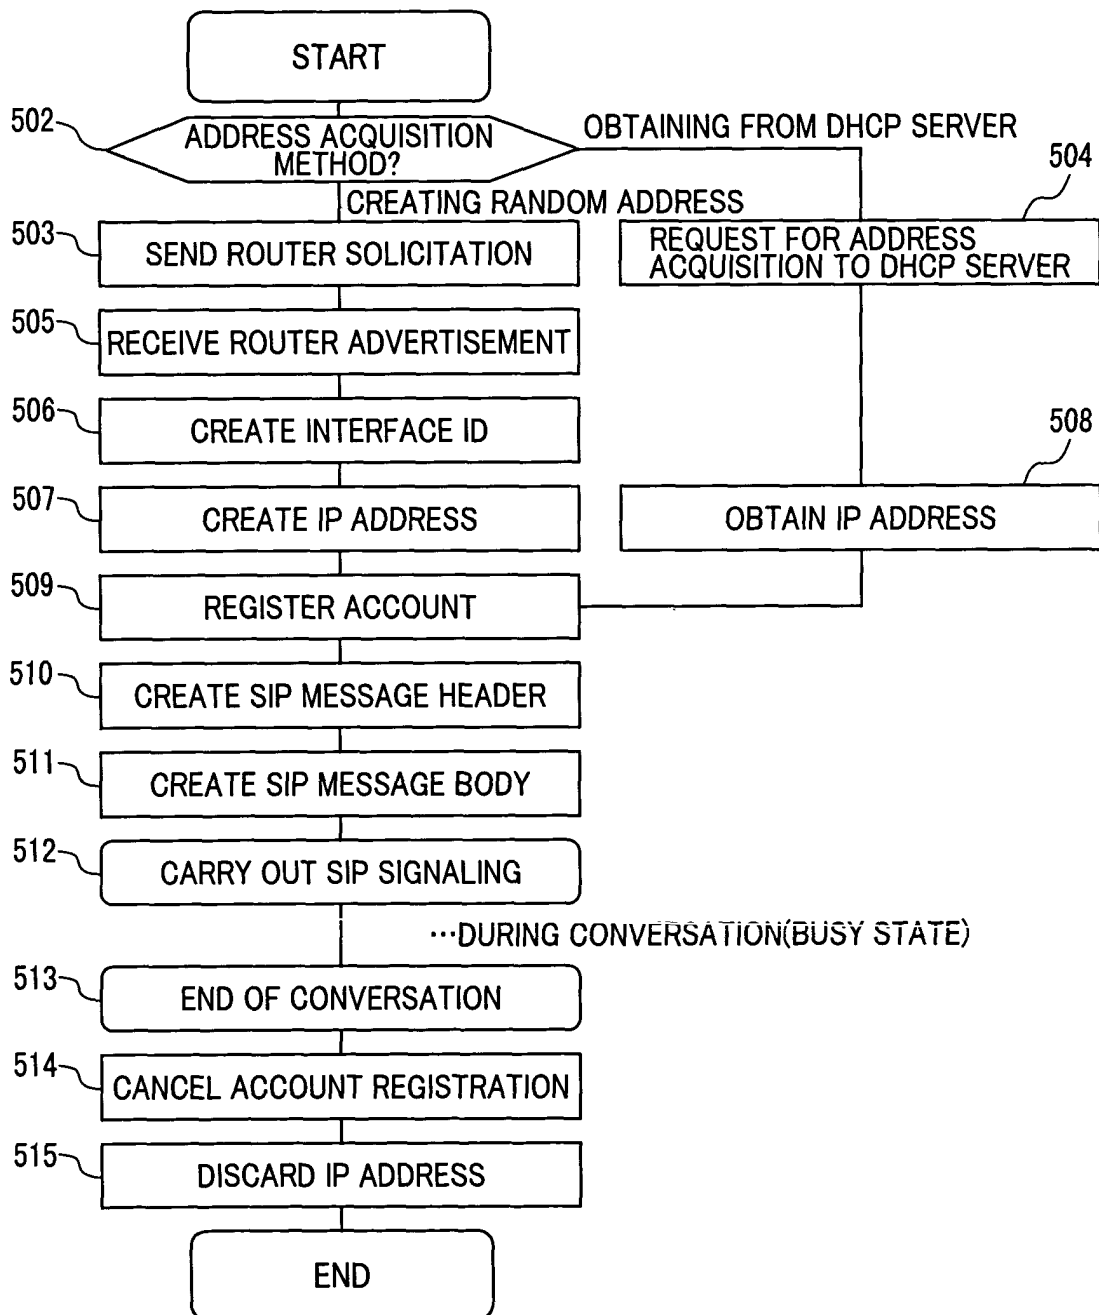 START
502
ADDRESS ACQUISITION
METHOD?
OBTAINING FROM DHCP SERVER
CREATING RANDOM ADDRESS
504
503
SEND ROUTER SOLICITATION
REQUEST FOR ADDRESS
ACQUISITION TO DHCP SERVER
505
RECEIVE ROUTER ADVERTISEMENT
506
CREATE INTERFACE ID
508
507
CREATE IP ADDRESS
OBTAIN IP ADDRESS
509
REGISTER ACCOUNT
510
CREATE SIP MESSAGE HEADER
511
CREATE SIP MESSAGE BODY
512
CARRY OUT SIP SIGNALING
···DURING CONVERSATION(BUSY STATE)
513
END OF CONVERSATION
514
CANCEL ACCOUNT REGISTRATION
515
DISCARD IP ADDRESS
END